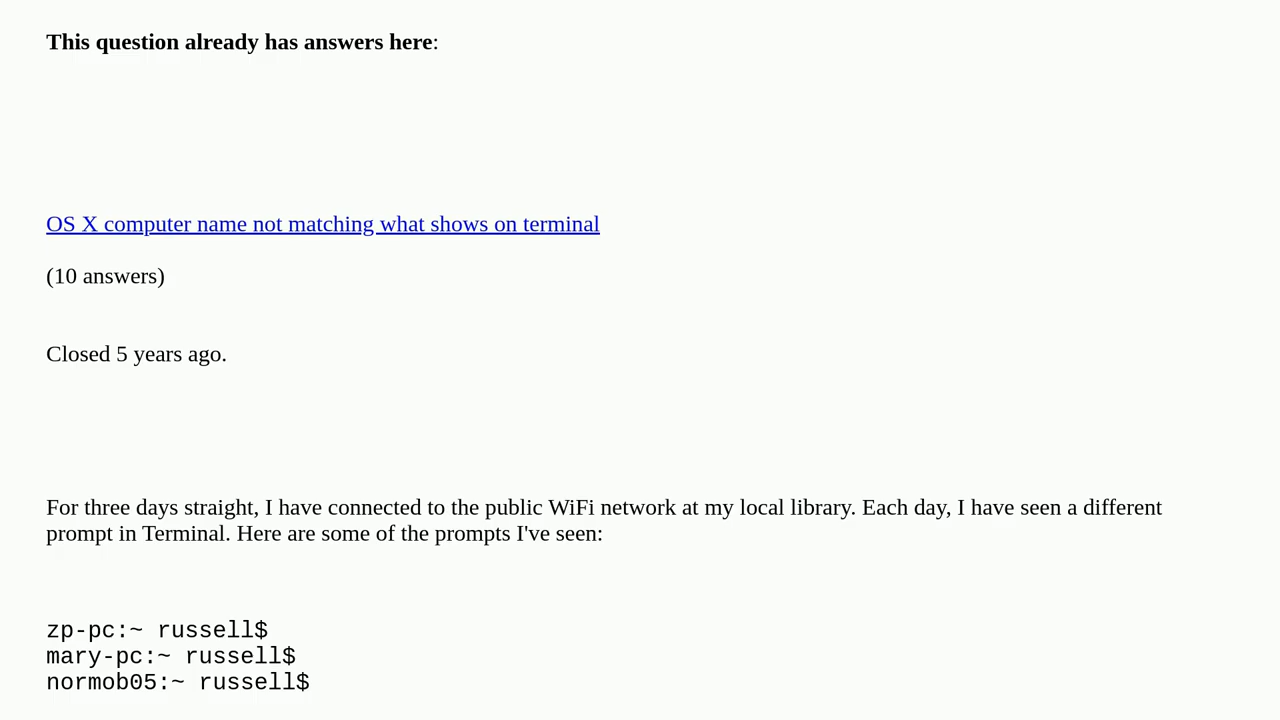 This question already has answers here:
OS X computer name not matching what shows on terminal
(10 answers)
Closed 5 years ago.
For three days straight, I have connected to the public WiFi network at my local library. Each day, I have seen a different
prompt in Terminal. Here are some of the prompts I've seen:
zp-pc:~ russell$
mary-pc:~ russell$
normob05:~ russell$